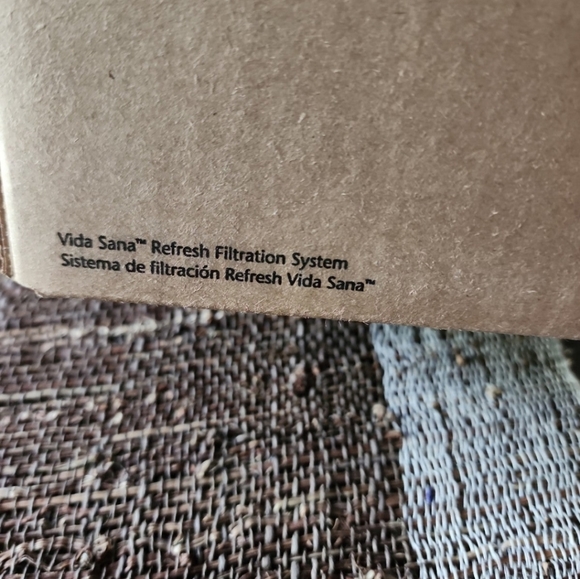 Vida Sana™ Refresh Filtration System
Sistema de filtración Refresh Vida Sana™